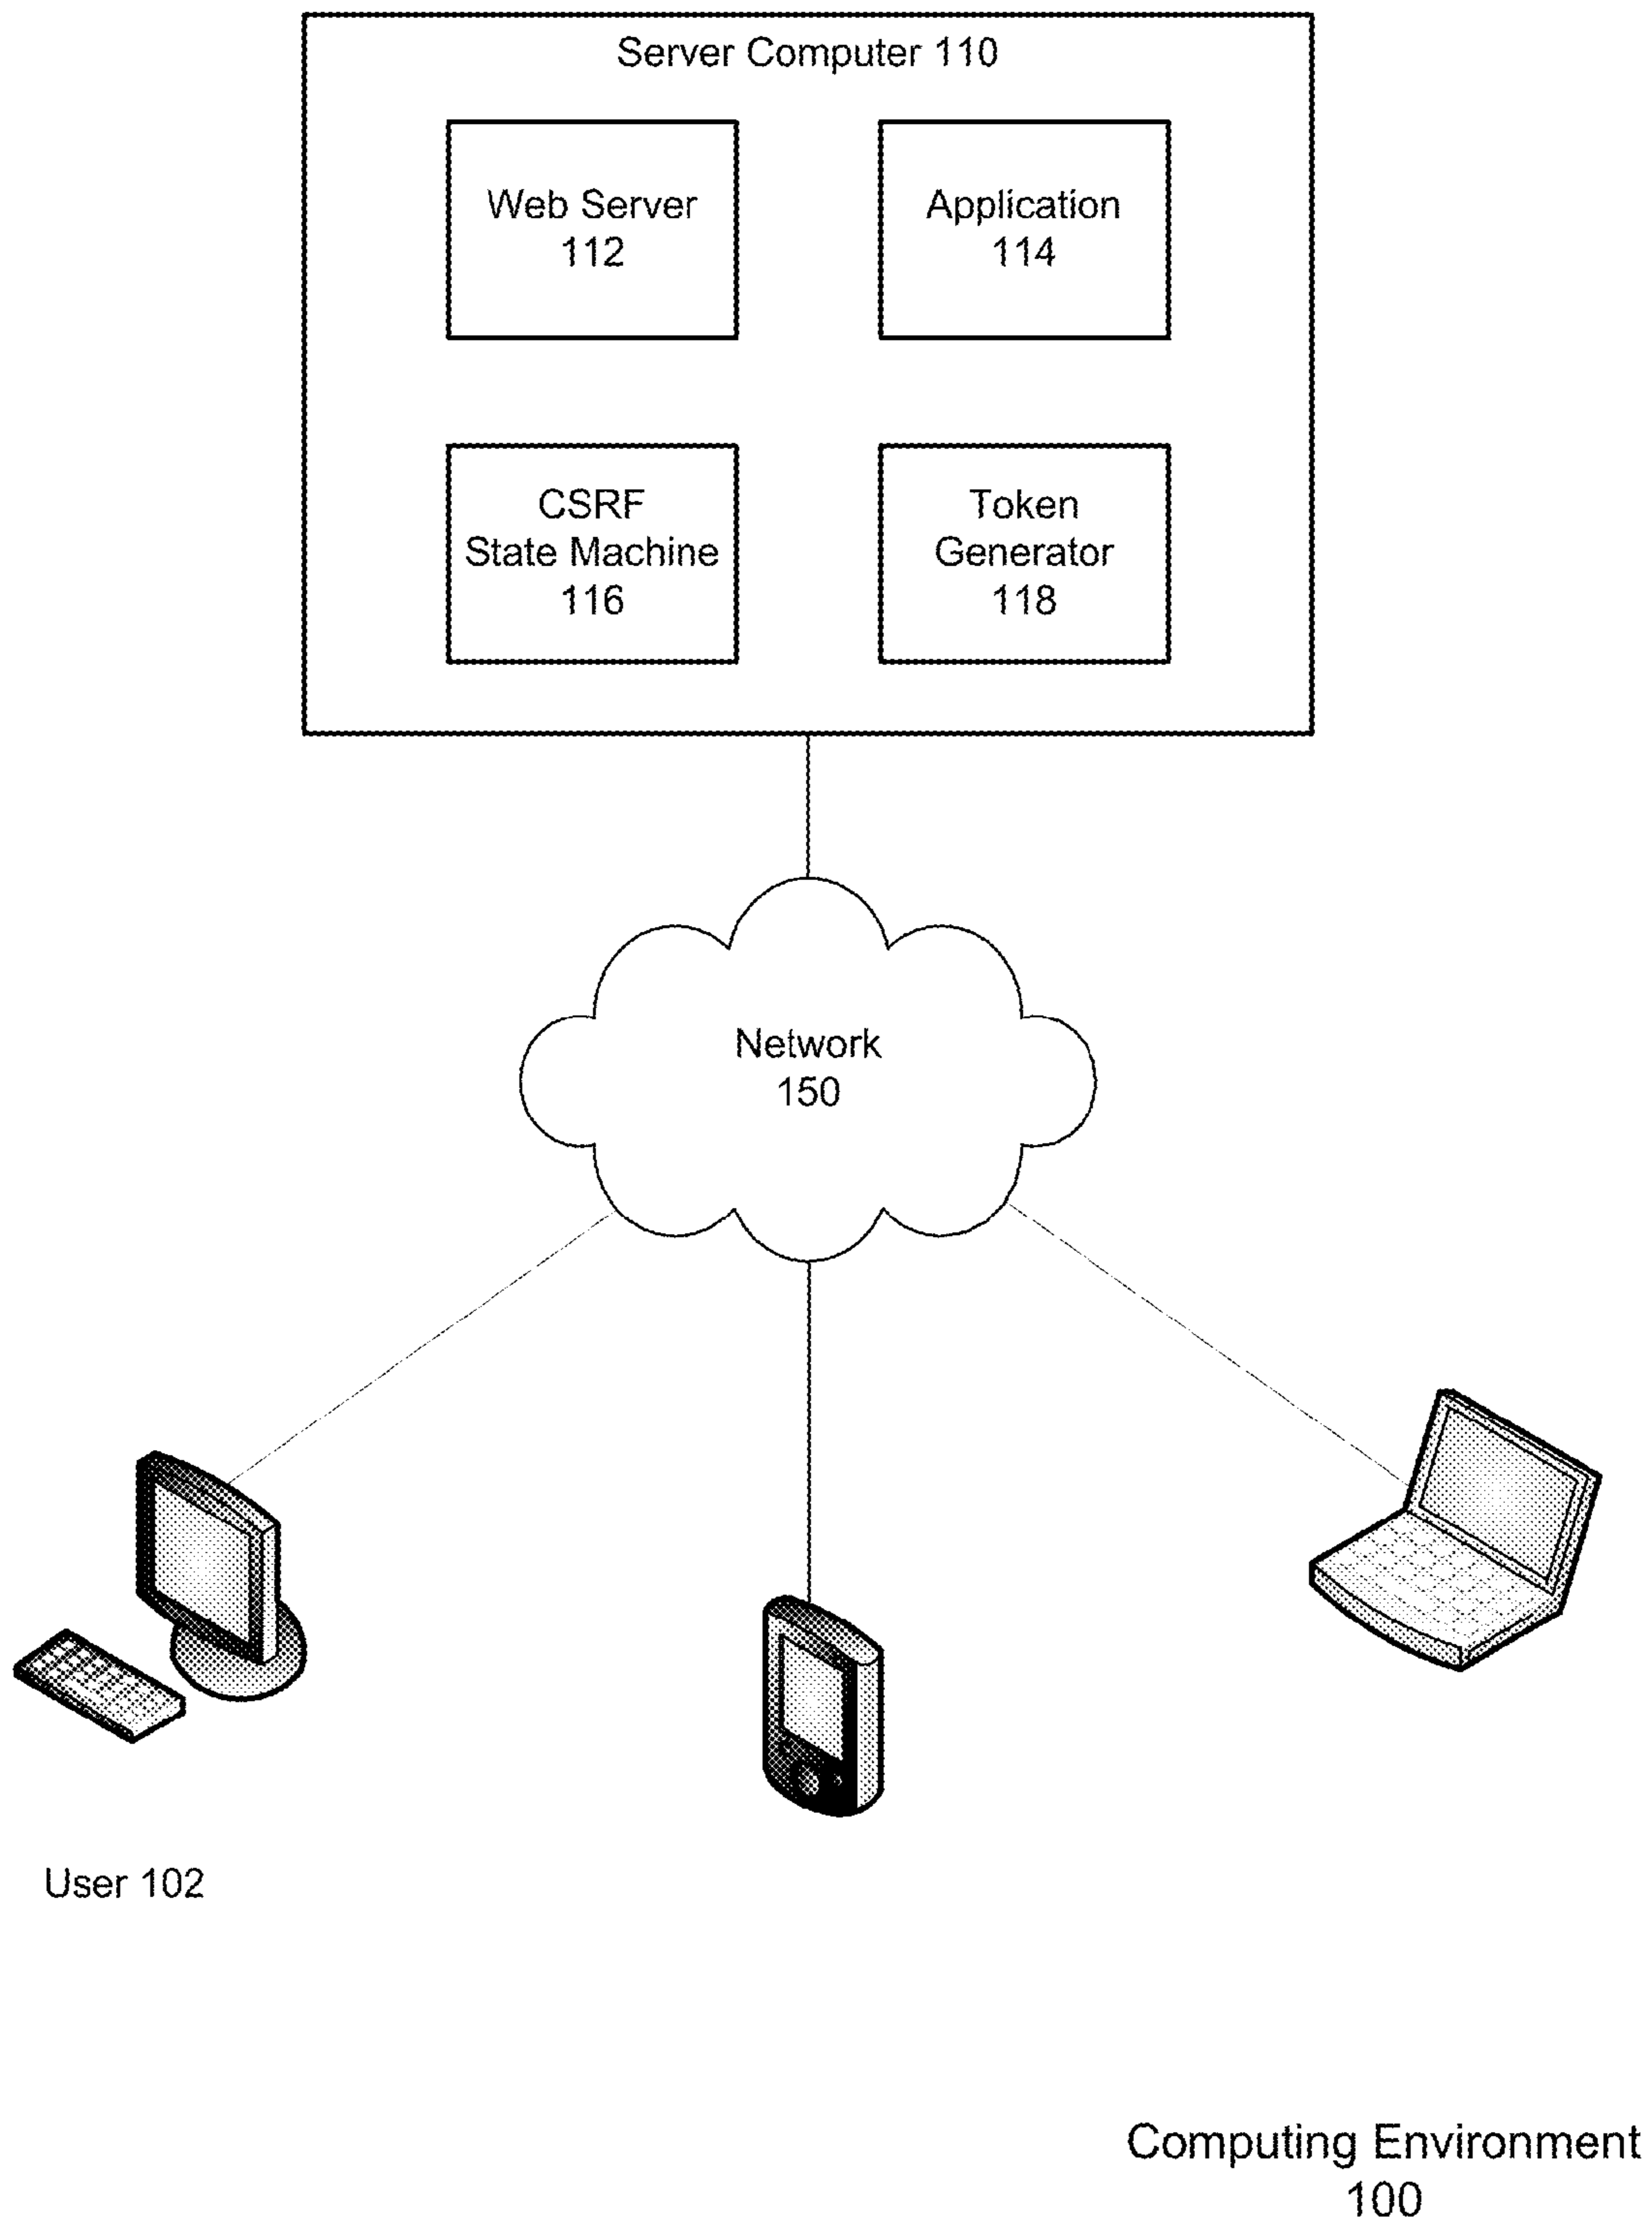 Server Computer 110
Web Server
112
Application
114
CSRF
State Machine
116
Token
Generator
118
Network
150
User 102
Computing Environment
100